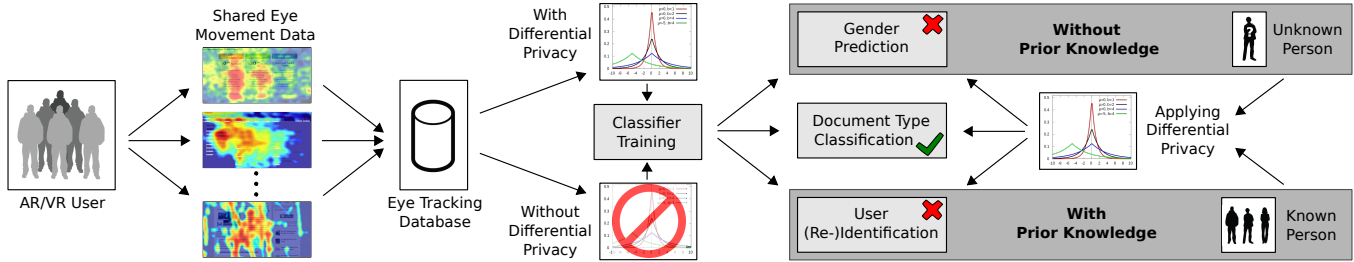 Shared Eye
Movement Data
AR/VR User
Eye Tracking
Database
With
Differential
Privacy
Without
Differential
Privacy
Classifier
Training
Gender
Prediction
Without
Prior Knowledge
Unknown
Person
Document Type
Classification
Applying
Differential
Privacy
User
(Re-)Identification
With
Prior Knowledge
Known
Person